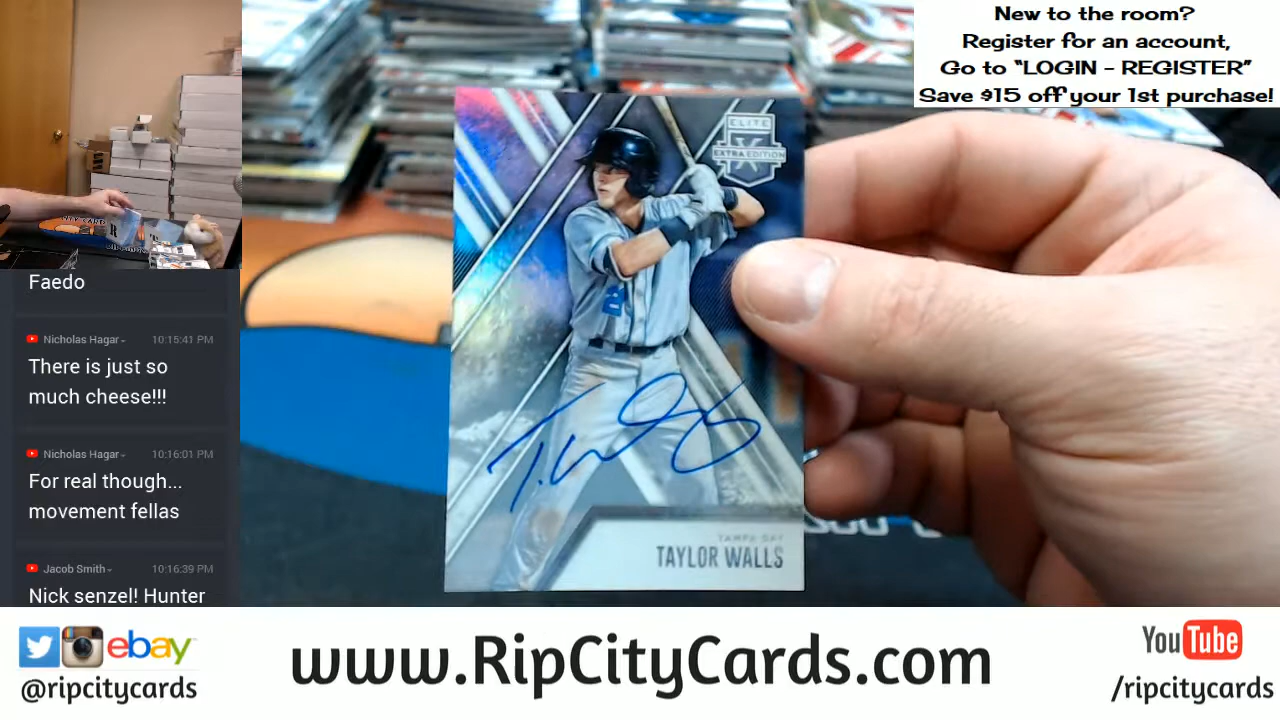 New to the room?
Register for an account,
Go to “LOGIN - REGISTER”
Save $15 off your 1st purchase!
ELITE
EXTRA EDITION
X
Faedo
Nicholas Hagar
10:15:41 PM
There is just so
much cheese!!!
Nicholas Hagar
10:16:01 PM
For real though...
movement fellas
Jacob Smith
10:16:39 PM
Nick senzel! Hunter
TAMPA BAY
TAYLOR WALLS
ebay
@ripcitycards
www.RipCityCards.com
YouTube
/ripcitycards